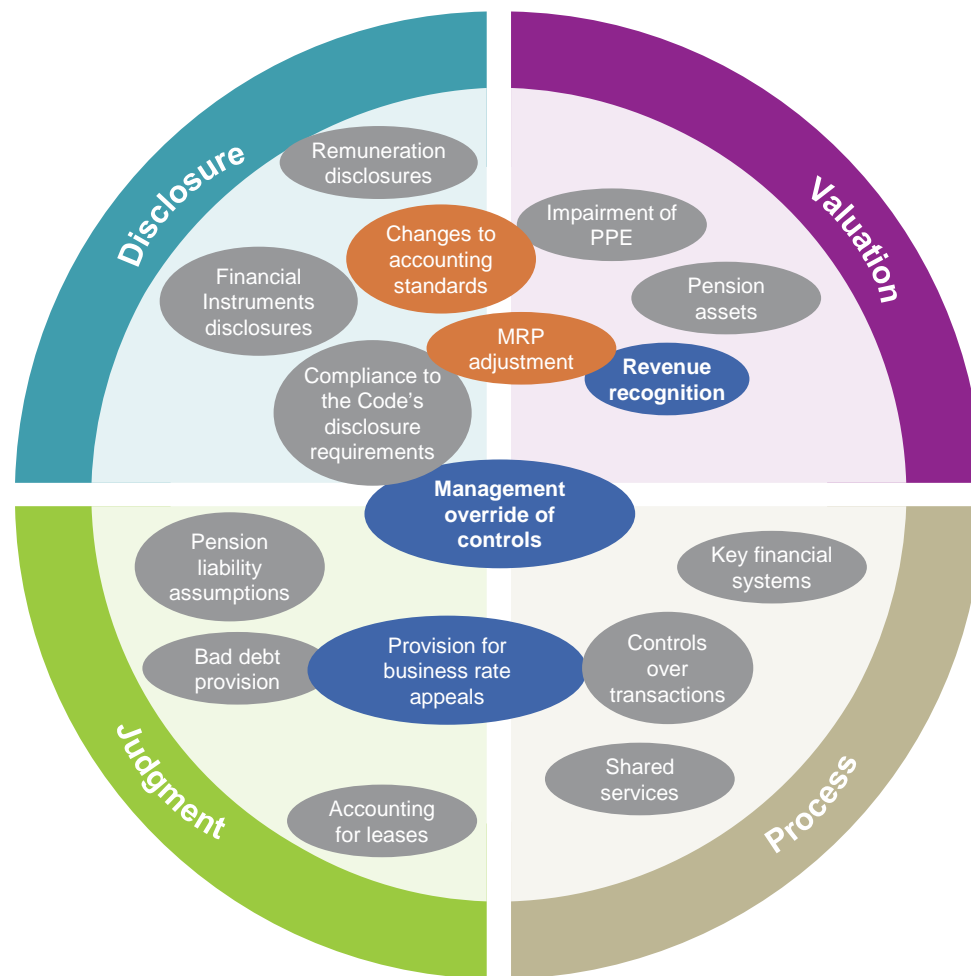 Disclosure
Remuneration
disclosures
Changes to
accounting
standards
Financial
Instruments
disclosures
Compliance to
the Code’s
disclosure
requirements
MRP
adjustment
Valuation
Impairment of
PPE
Pension
assets
Revenue
recognition
Management
override of
controls
Judgment
Pension
liability
assumptions
Bad debt
provision
Provision for
business rate
appeals
Accounting
for leases
Process
Key financial
systems
Controls
over
transactions
Shared
services